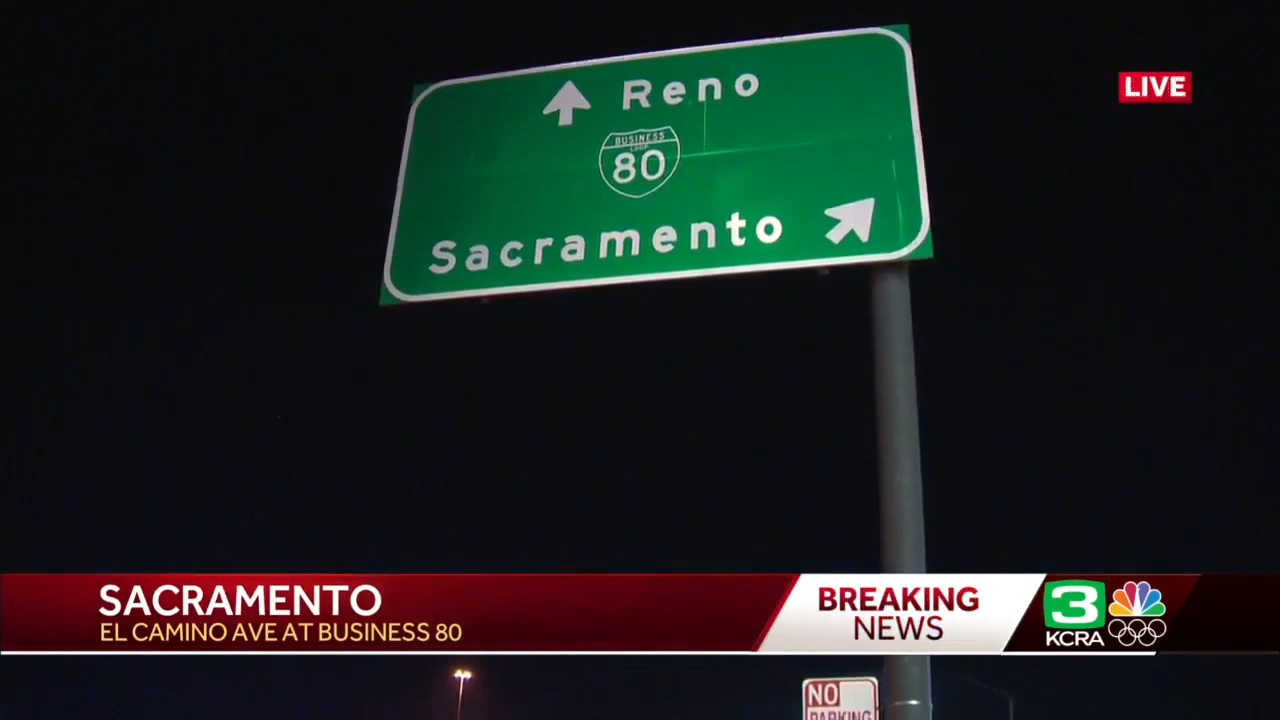 LIVE
Reno
BUSINESS
LOOP
80
Sacramento
SACRAMENTO
EL CAMINO AVE AT BUSINESS 80
BREAKING
NEWS
3
KCRA
NO
PARKING